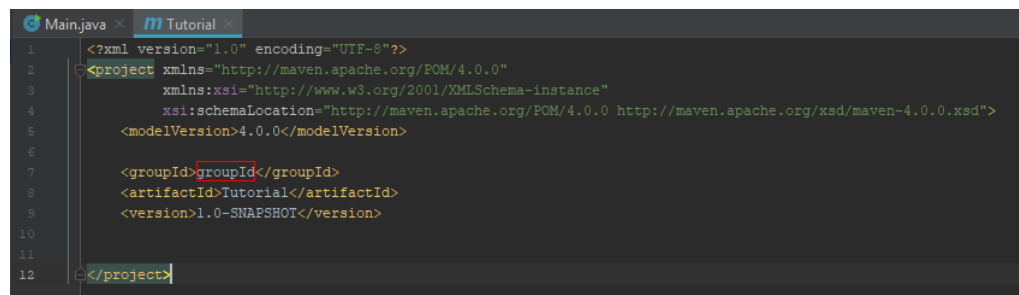 Main.java × m Tutorial ×
1 <?xml version="1.0" encoding="UTF-8"?>
2 <project xmlns="http://maven.apache.org/POM/4.0.0"
3 xmlns:xsi="http://www.w3.org/2001/XMLSchema-instance"
4 xsi:schemaLocation="http://maven.apache.org/POM/4.0.0 http://maven.apache.org/xsd/maven-4.0.0.xsd">
5 <modelVersion>4.0.0</modelVersion>
6
7 <groupId>groupId</groupId>
8 <artifactId>Tutorial</artifactId>
9 <version>1.0-SNAPSHOT</version>
10
11
12 </project>